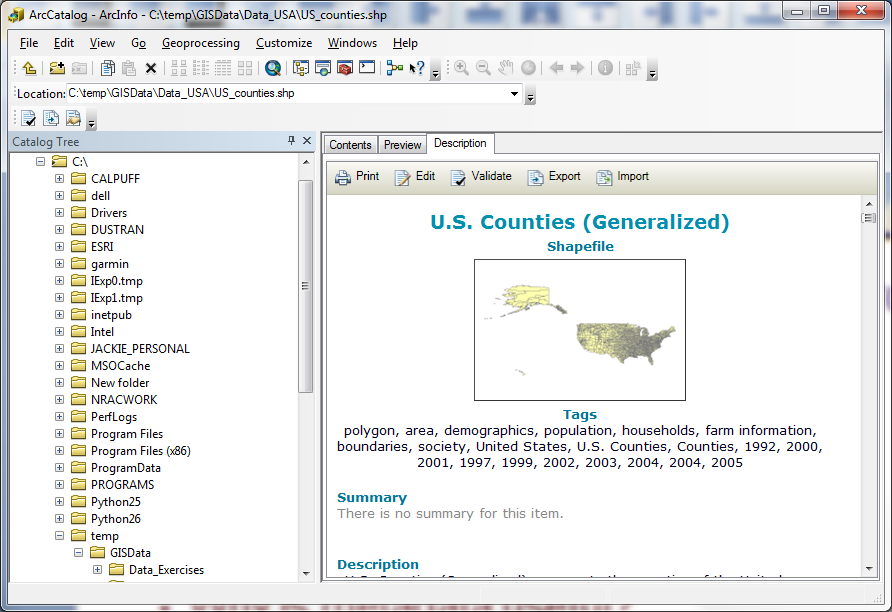 ArcCatalog - ArcInfo - C:\temp\GISData\Data_USA\US_counties.shp
File Edit View Go Geoprocessing Customize Windows Help
Location: C:\temp\GISData\Data_USA\US_counties.shp
Catalog Tree
C:\
CALPUFF
dell
Drivers
DUSTRAN
ESRI
garmin
IExp0.tmp
IExp1.tmp
inetpub
Intel
JACKIE_PERSONAL
MSOCache
New folder
NRACWORK
PerfLogs
Program Files
Program Files (x86)
ProgramData
PROGRAMS
Python25
Python26
temp
GISData
Data_Exercises
Contents Preview Description
Print Edit Validate Export Import
U.S. Counties (Generalized)
Shapefile
Tags
polygon, area, demographics, population, households, farm information,
boundaries, society, United States, U.S. Counties, Counties, 1992, 2000,
2001, 1997, 1999, 2002, 2003, 2004, 2004, 2005
Summary
There is no summary for this item.
Description